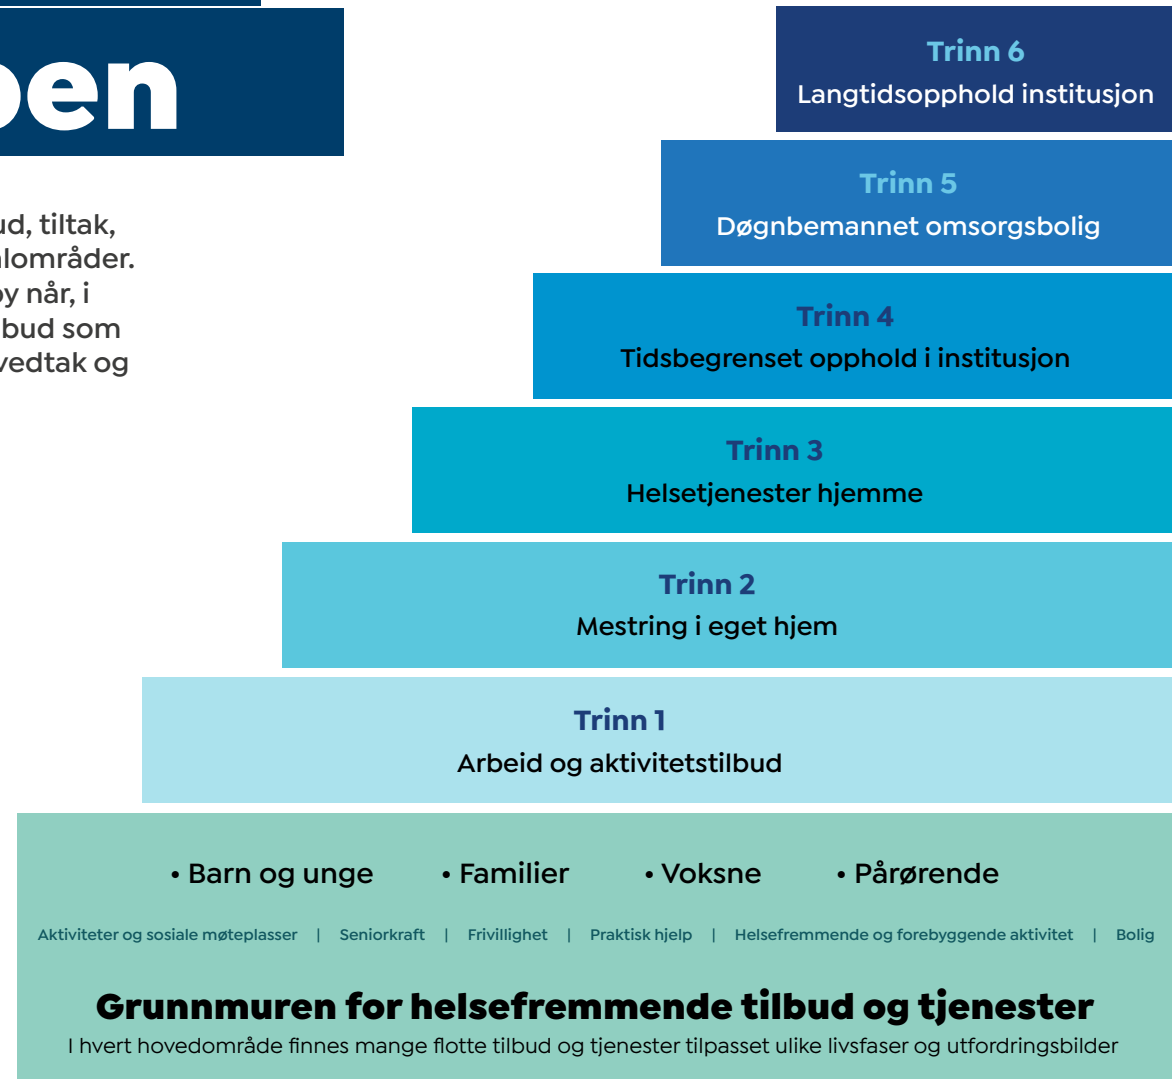 pen
ud, tiltak,
alområder.
by når, i
lbud som
vedtak og
Trinn 6
Langtidsopphold institusjon
Trinn 5
Døgnbemannet omsorgsbolig
Trinn 4
Tidsbegrenset opphold i institusjon
Trinn 3
Helsetjenester hjemme
Trinn 2
Mestring i eget hjem
Trinn 1
Arbeid og aktivitetstilbud
• Barn og unge • Familier • Voksne • Pårørende
Aktiviteter og sosiale møteplasser | Seniorkraft | Frivillighet | Praktisk hjelp | Helsefremmende og forebyggende aktivitet | Bolig
Grunnmuren for helsefremmende tilbud og tjenester
I hvert hovedområde finnes mange flotte tilbud og tjenester tilpasset ulike livsfaser og utfordringsbilder